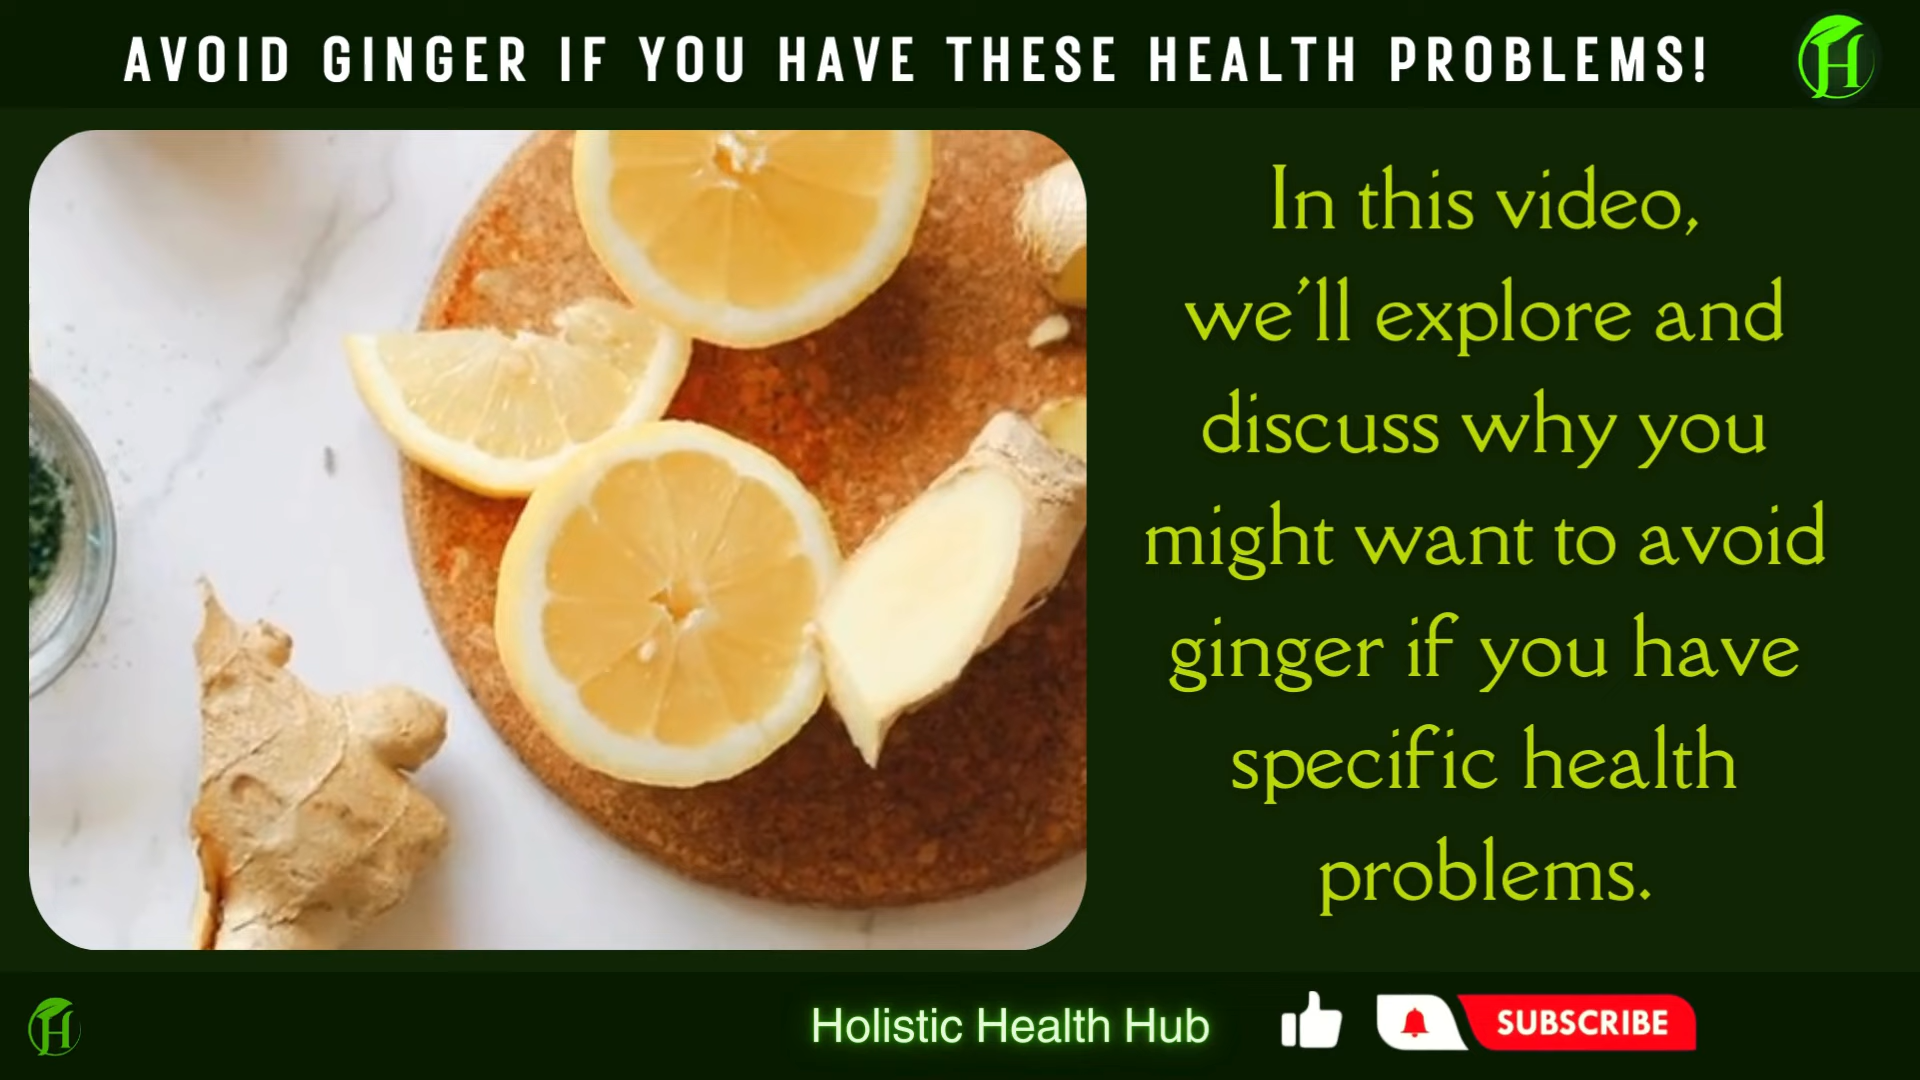 AVOID GINGER IF YOU HAVE THESE HEALTH PROBLEMS!
In this video,
we'll explore and
discuss why you
might want to avoid
ginger if you have
specific health
problems.
Holistic Health Hub
SUBSCRIBE